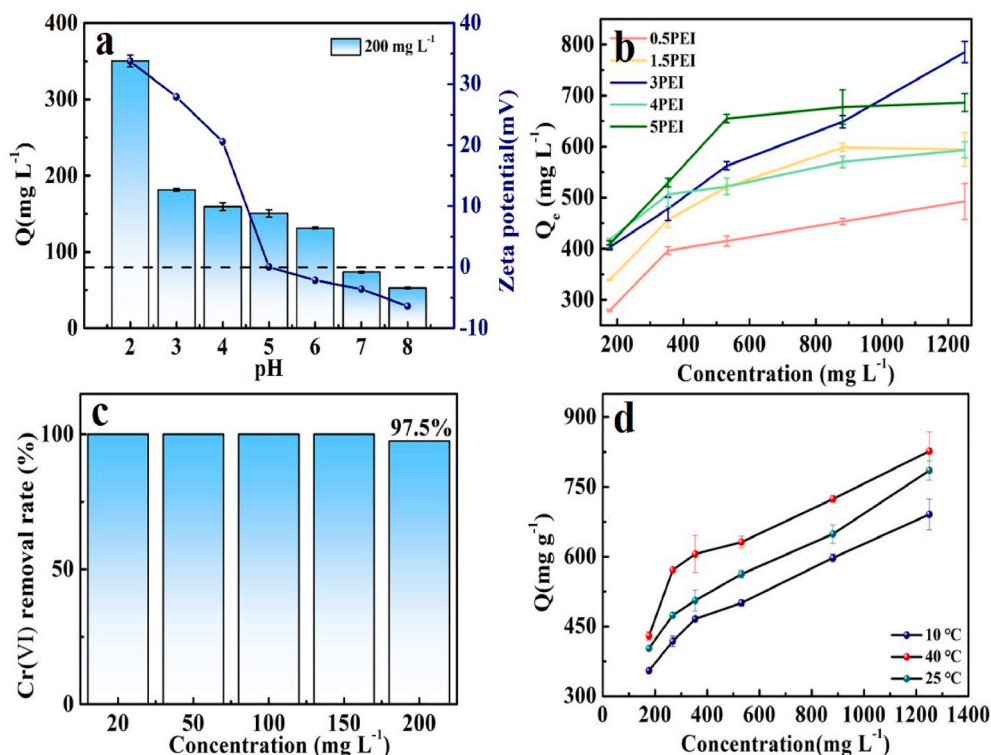 a
200 mg L-1
Q(mg L-1)
400
300
200
100
0
Zeta potential(mV)
40
30
20
10
0
-10
2 3 4 5 6 7 8
pH
b
0.5PEI
1.5PEI
3PEI
4PEI
5PEI
Qe (mg L-1)
800
700
600
500
400
300
200 400 600 800 1000 1200
Concentration (mg L-1)
c
97.5%
Cr(VI) removal rate (%)
100
50
0
20 50 100 150 200
Concentration (mg L-1)
d
Q(mg g-1)
900
750
600
450
300
10 °C
40 °C
25 °C
0 200 400 600 800 1000 1200 1400
Concentration(mg L-1)